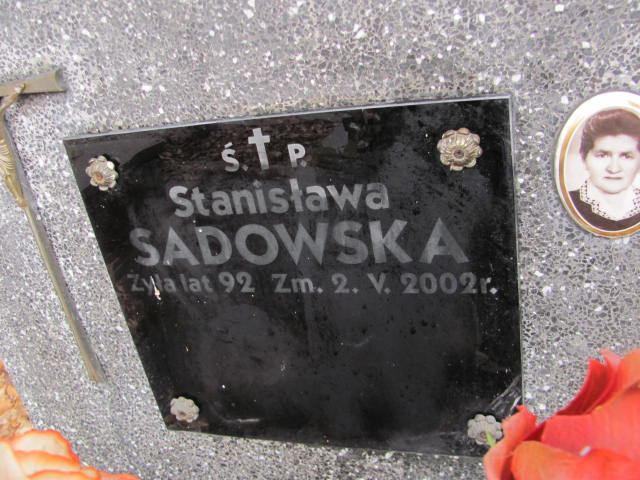 Ś. P.
Stanisława
SADOWSKA
Żyła lat 92 Zm. 2. V. 2002r.